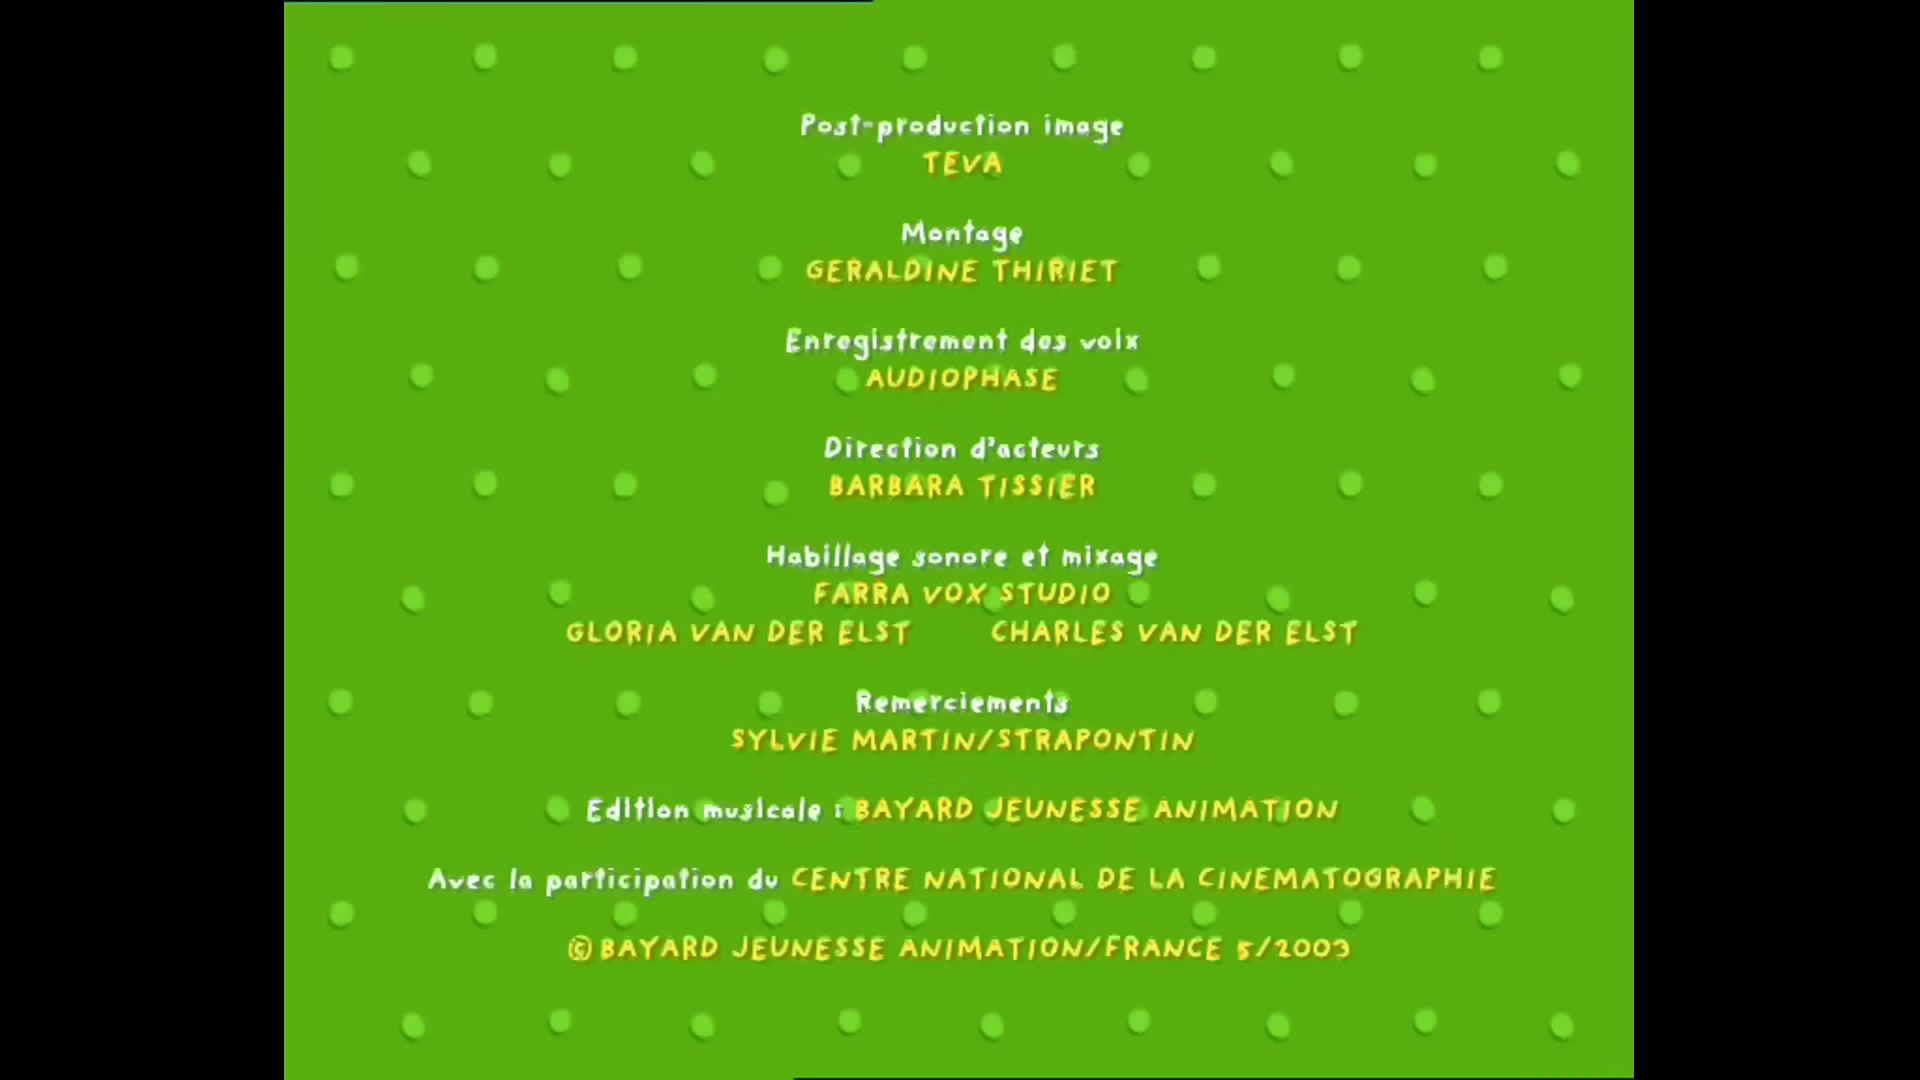 Post-production image
TEVA
Montage
GERALDINE THIRIET
Enregistrement des voix
AUDIOPHASE
Direction d'acteurs
BARBARA TISSIER
Habillage sonore et mixage
FARRA VOX STUDIO
GLORIA VAN DER ELST CHARLES VAN DER ELST
Remerciements
SYLVIE MARTIN/STRAPONTIN
Edition musicale : BAYARD JEUNESSE ANIMATION
Avec la participation du CENTRE NATIONAL DE LA CINEMATOGRAPHIE
© BAYARD JEUNESSE ANIMATION/FRANCE 5/2003